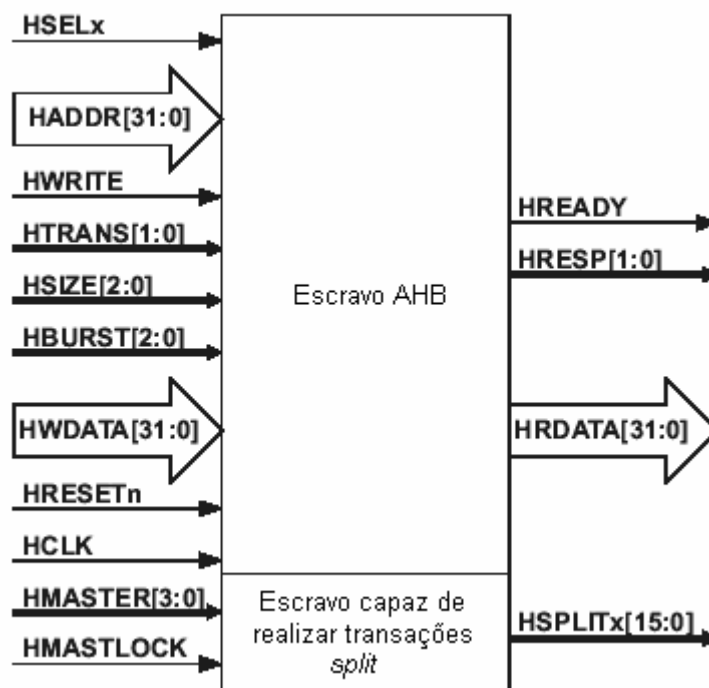 HSELx
HADDR[31:0]
HWRITE
HTRANS[1:0]
HSIZE[2:0]
HBURST[2:0]
HWDATA[31:0]
HRESETn
HCLK
HMASTER[3:0]
HMASTLOCK
Escravo AHB
Escravo capaz de
realizar transações
split
HREADY
HRESP[1:0]
HRDATA[31:0]
HSPLITx[15:0]